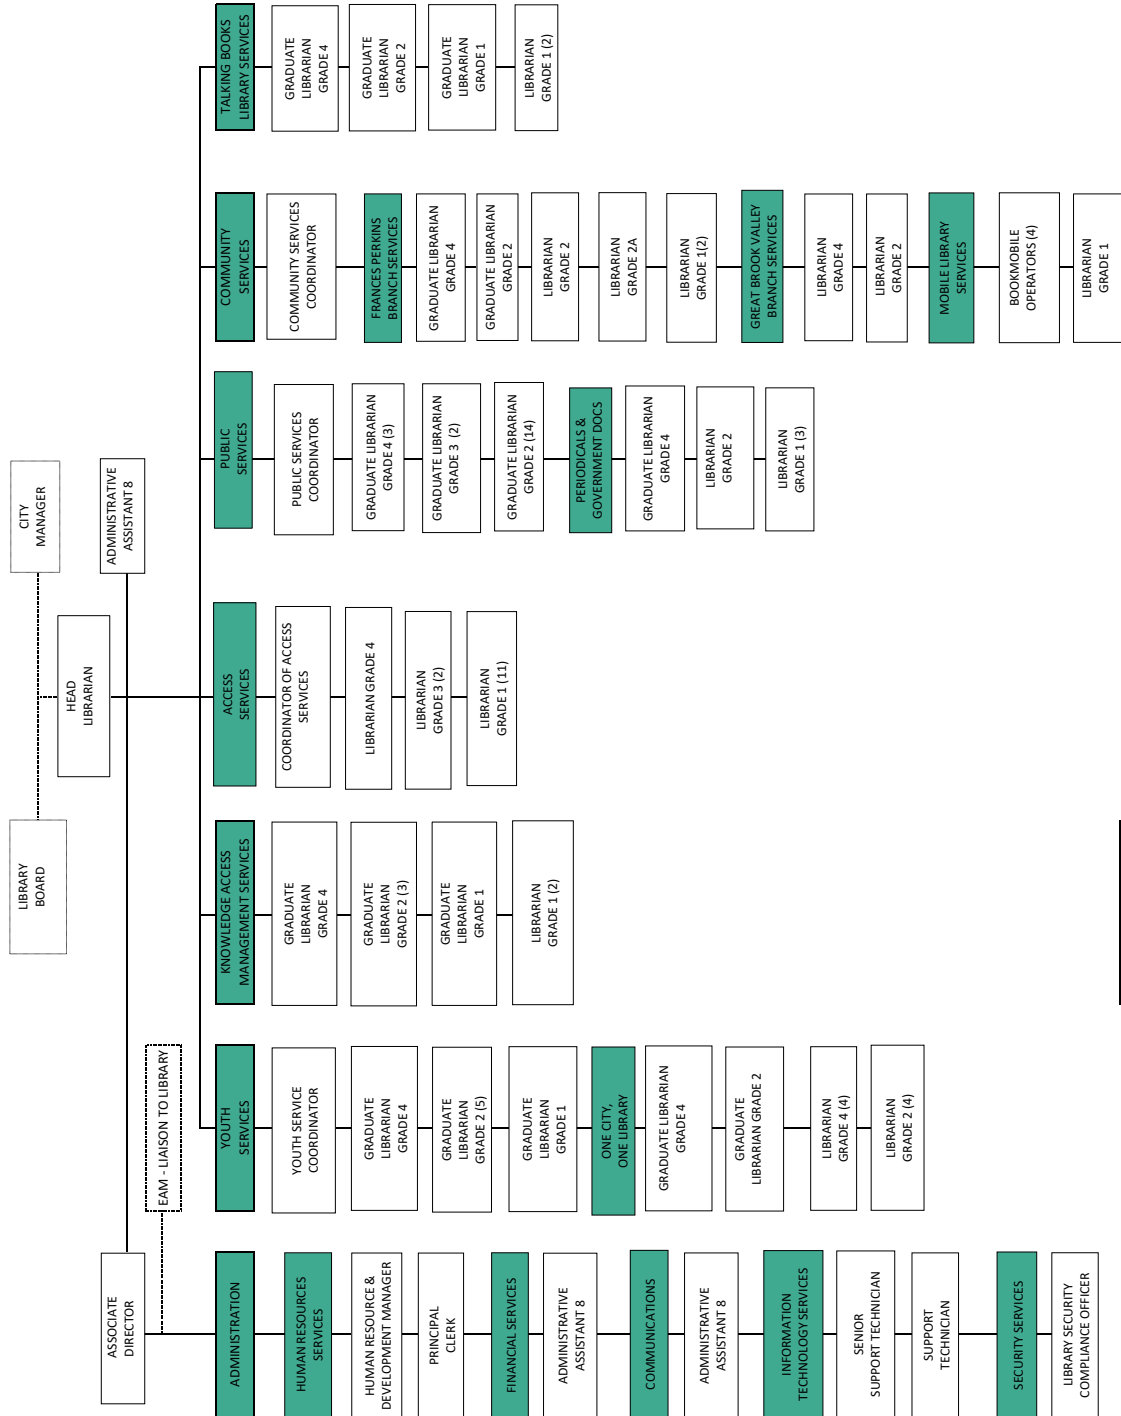 LIBRARY
BOARD
CITY
MANAGER
HEAD
LIBRARIAN
ASSOCIATE
DIRECTOR
ADMINISTRATIVE
ASSISTANT 8
EAM - LIAISON TO LIBRARY
ADMINISTRATION
HUMAN RESOURCES
SERVICES
HUMAN RESOURCE &
DEVELOPMENT MANAGER
PRINCIPAL
CLERK
FINANCIAL SERVICES
ADMINISTRATIVE
ASSISTANT 8
COMMUNICATIONS
ADMINISTRATIVE
ASSISTANT 8
INFORMATION
TECHNOLOGY SERVICES
SENIOR
SUPPORT TECHNICIAN
SUPPORT
TECHNICIAN
SECURITY SERVICES
LIBRARY SECURITY
COMPLIANCE OFFICER
YOUTH
SERVICES
YOUTH SERVICE
COORDINATOR
GRADUATE
LIBRARIAN
GRADE 4
GRADUATE
LIBRARIAN
GRADE 2 (5)
GRADUATE
LIBRARIAN
GRADE 1
ONE CITY,
ONE LIBRARY
GRADUATE LIBRARIAN
GRADE 4
GRADUATE
LIBRARIAN GRADE 2
LIBRARIAN
GRADE 4 (4)
LIBRARIAN
GRADE 2 (4)
KNOWLEDGE ACCESS
MANAGEMENT SERVICES
GRADUATE
LIBRARIAN
GRADE 4
GRADUATE
LIBRARIAN
GRADE 2 (3)
GRADUATE
LIBRARIAN
GRADE 1
LIBRARIAN
GRADE 1 (2)
ACCESS
SERVICES
COORDINATOR OF ACCESS
SERVICES
LIBRARIAN GRADE 4
LIBRARIAN
GRADE 3 (2)
LIBRARIAN
GRADE 1 (11)
PUBLIC
SERVICES
PUBLIC SERVICES
COORDINATOR
GRADUATE LIBRARIAN
GRADE 4 (3)
GRADUATE LIBRARIAN
GRADE 3 (2)
GRADUATE LIBRARIAN
GRADE 2 (14)
PERIODICALS &
GOVERNMENT DOCS
GRADUATE LIBRARIAN
GRADE 4
LIBRARIAN
GRADE 2
LIBRARIAN
GRADE 1 (3)
COMMUNITY
SERVICES
COMMUNITY SERVICES
COORDINATOR
FRANCES PERKINS
BRANCH SERVICES
GRADUATE LIBRARIAN
GRADE 4
GRADUATE LIBRARIAN
GRADE 2
LIBRARIAN
GRADE 2
LIBRARIAN
GRADE 2A
LIBRARIAN
GRADE 1(2)
GREAT BROOK VALLEY
BRANCH SERVICES
LIBRARIAN
GRADE 4
LIBRARIAN
GRADE 2
MOBILE LIBRARY
SERVICES
BOOKMOBILE
OPERATORS (4)
LIBRARIAN
GRADE 1
TALKING BOOKS
LIBRARY SERVICES
GRADUATE
LIBRARIAN
GRADE 4
GRADUATE
LIBRARIAN
GRADE 2
GRADUATE
LIBRARIAN
GRADE 1
LIBRARIAN
GRADE 1 (2)